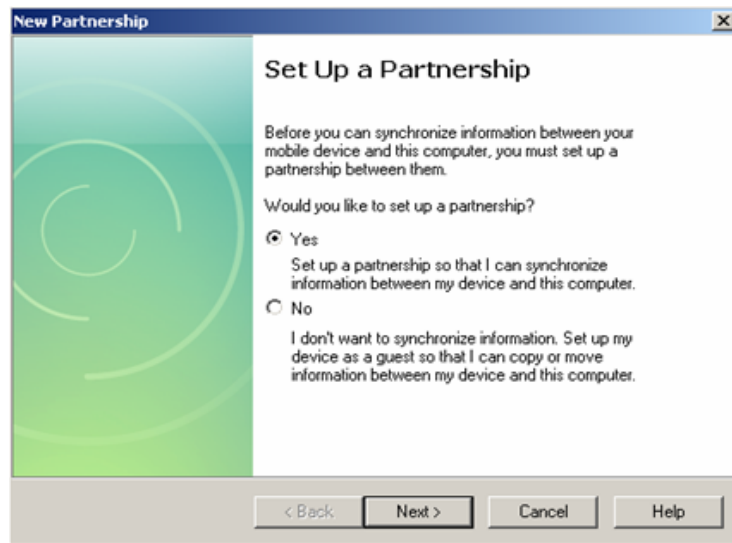 New Partnership
Set Up a Partnership
Before you can synchronize information between your
mobile device and this computer, you must set up a
partnership between them.
Would you like to set up a partnership?
Yes
Set up a partnership so that I can synchronize
information between my device and this computer.
No
I don't want to synchronize information. Set up my
device as a guest so that I can copy or move
information between my device and this computer.
< Back Next > Cancel Help